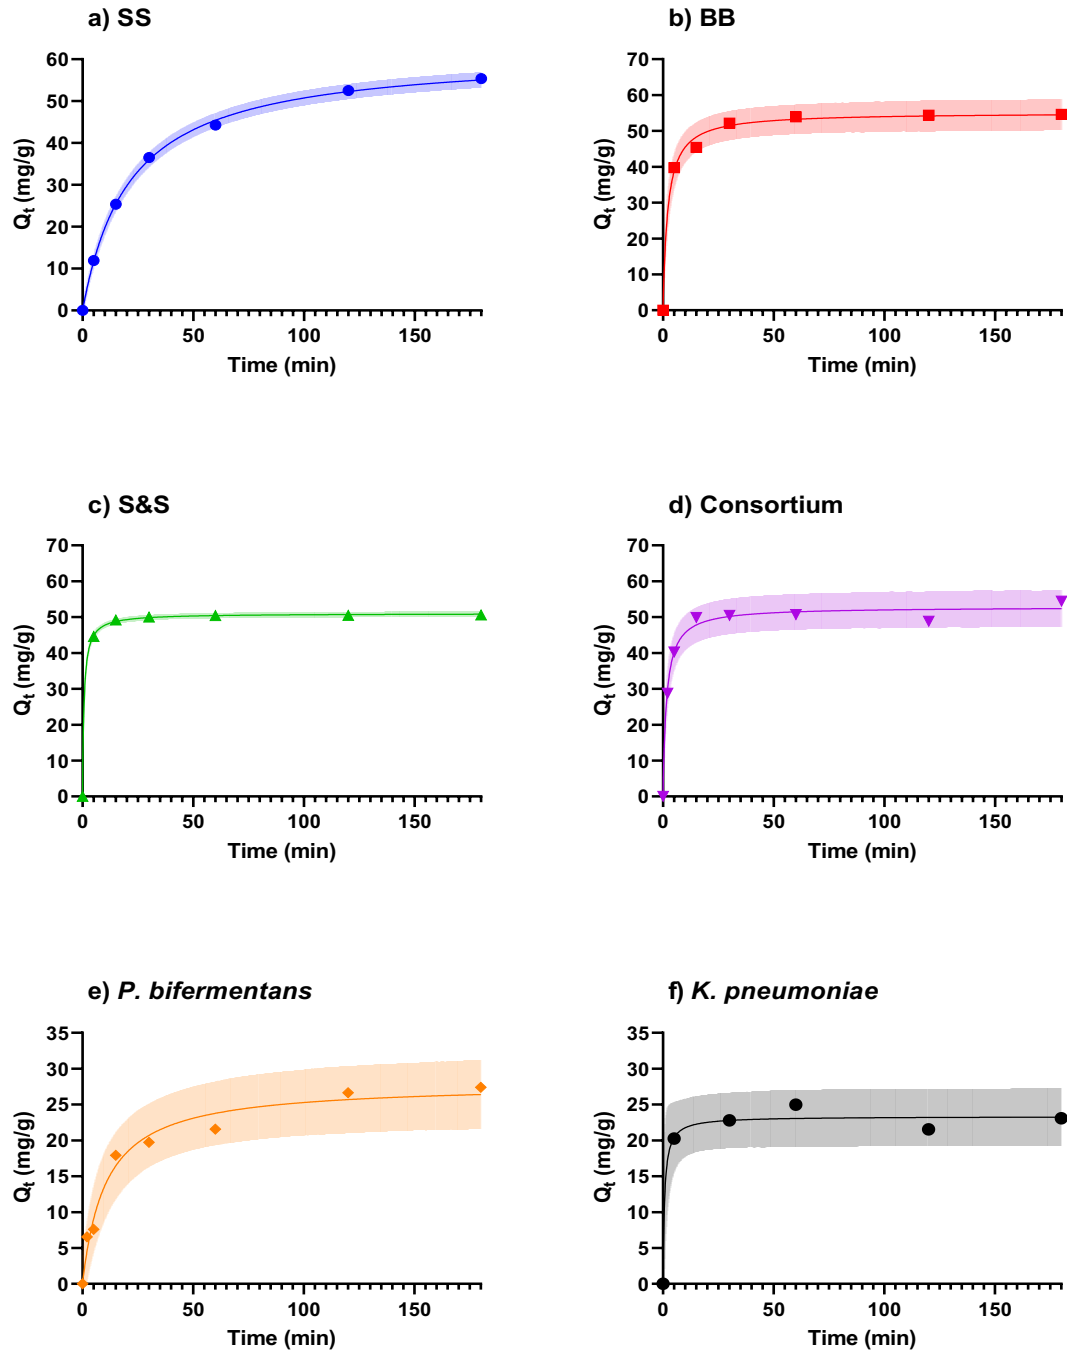 a) SS
60
50
40
30
20
10
0
Qt (mg/g)
0 50 100 150
Time (min)
b) BB
70
60
50
40
30
20
10
0
Qt (mg/g)
0 50 100 150
Time (min)
c) S&S
70
60
50
40
30
20
10
0
Qt (mg/g)
0 50 100 150
Time (min)
d) Consortium
70
60
50
40
30
20
10
0
Qt (mg/g)
0 50 100 150
Time (min)
e) P. bifermentans
35
30
25
20
15
10
5
0
Qt (mg/g)
0 50 100 150
Time (min)
f) K. pneumoniae
35
30
25
20
15
10
5
0
Qt (mg/g)
0 50 100 150
Time (min)